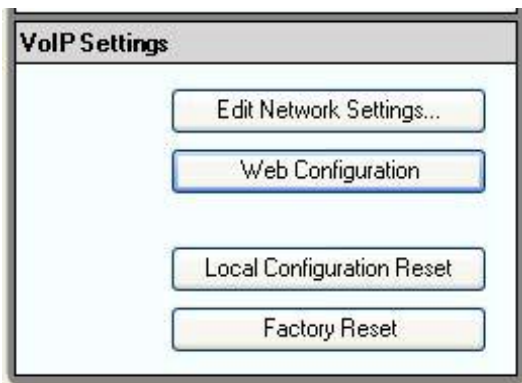 VoIP Settings
Edit Network Settings...
Web Configuration
Local Configuration Reset
Factory Reset